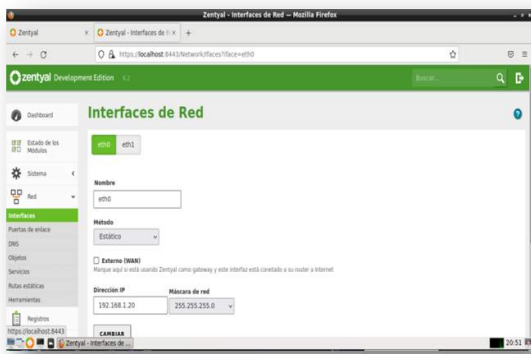 Zentyal - Interfaces de Red — Mozilla Firefox
Zentyal
Zentyal - Interfaces de R
https://localhost:8443/Network/Ifaces?iface=eth0
zentyal Development Edition
Buscar...
Dashboard
Interfaces de Red
Estado de los
Módulos
eth0 eth1
Sistema
Nombre
Red
eth0
Interfaces
Método
Puertas de enlace
Estático
DNS
Objetos
Externo (WAN)
Servicios
Marque aquí si está usando Zentyal como gateway y este interfaz está conetado a su router a Internet
Rutas estáticas
Dirección IP Máscara de red
Herramientas
192.168.1.20 255.255.255.0
Registros
https://localhost:8443
CAMBIAR
Zentyal - Interfaces de ...
20:51